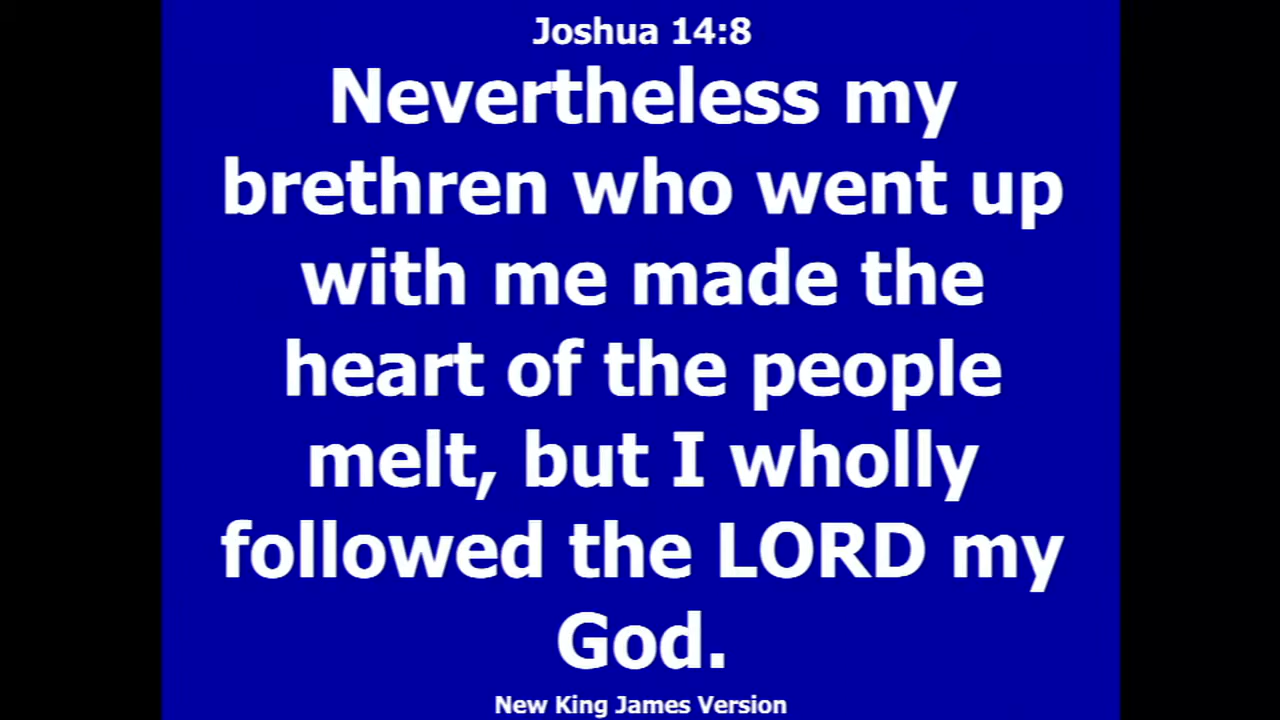 Joshua 14:8
Nevertheless my
brethren who went up
with me made the
heart of the people
melt, but I wholly
followed the LORD my
God.
New King James Version